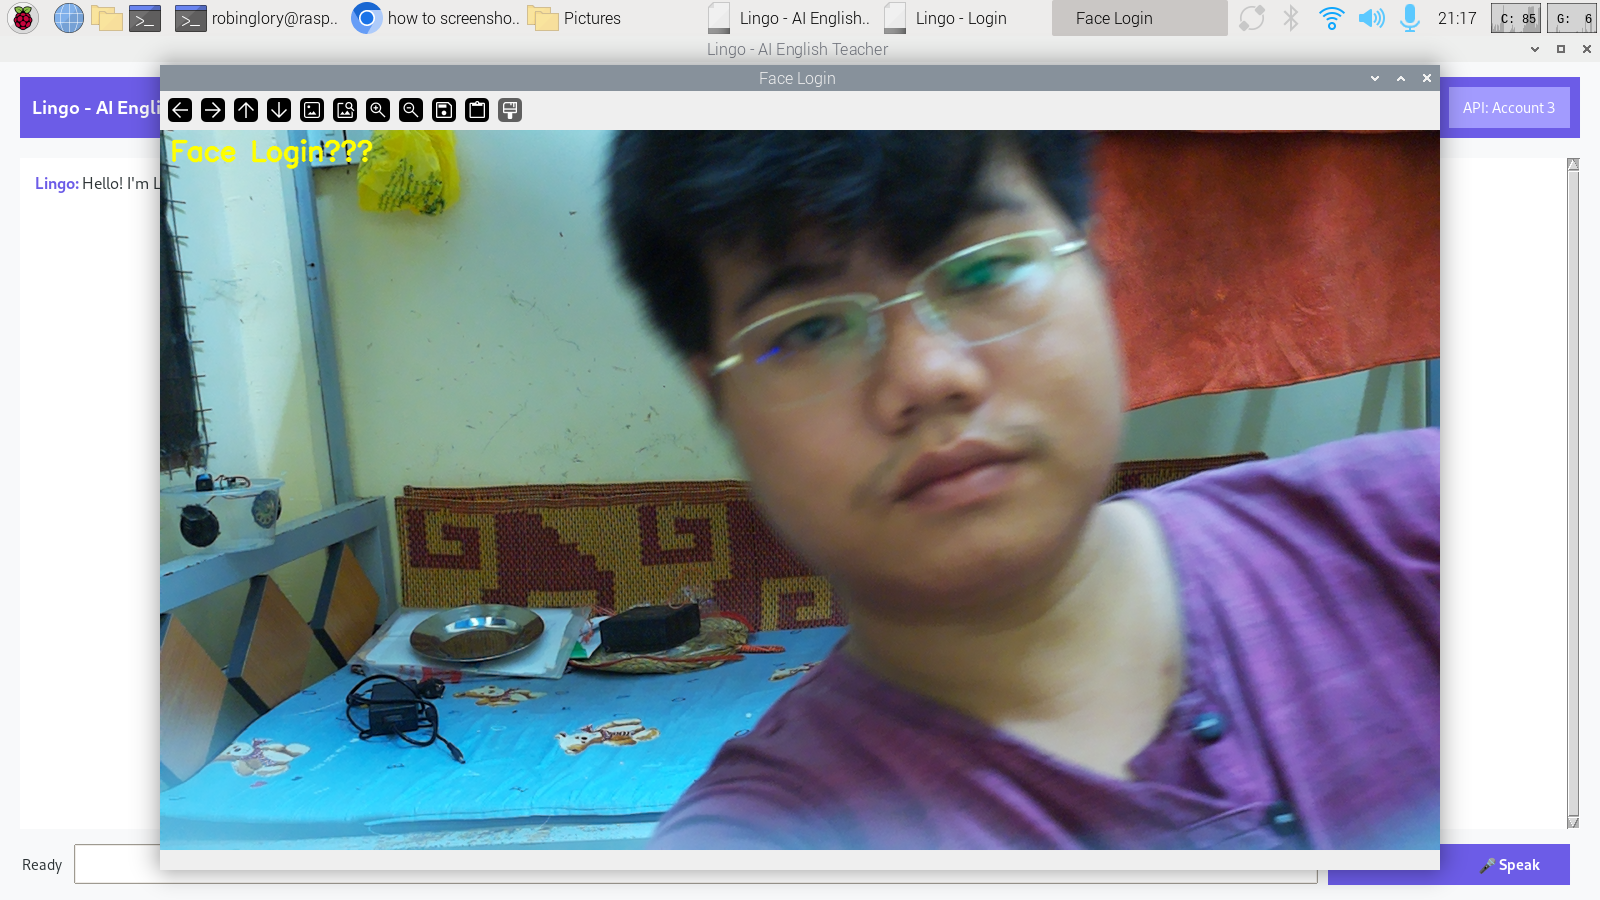 robinglory@rasp..
how to screensho..
Pictures
Lingo - AI English..
Lingo - Login
Face Login
21:17
C: 85
G: 6
Lingo - AI English Teacher
Face Login
Lingo - AI Engli
API: Account 3
Face Login???
Lingo: Hello! I'm L
Ready
Speak